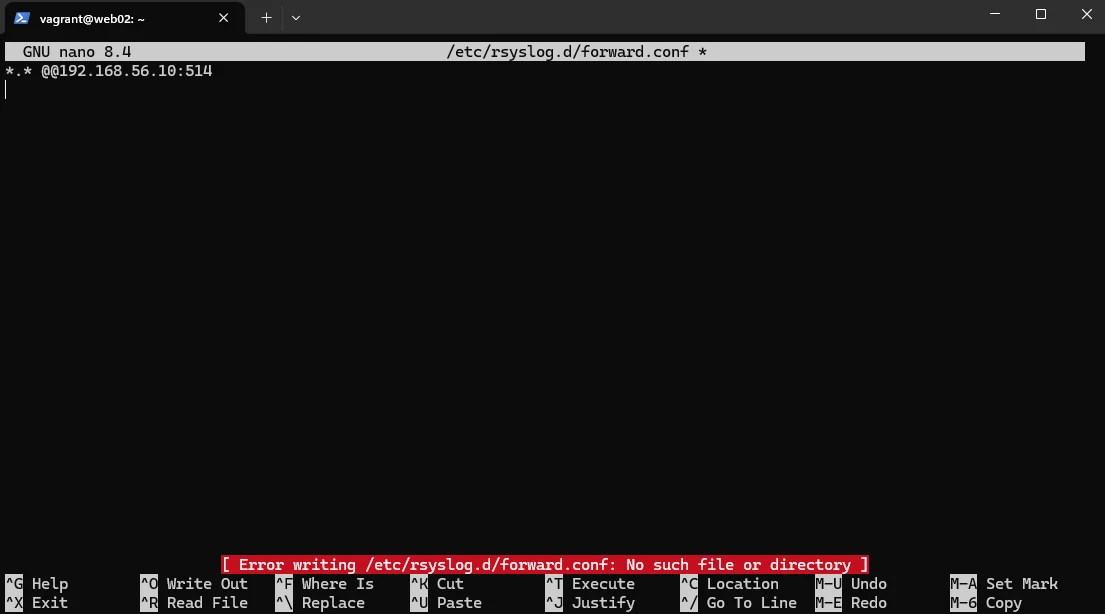 vagrant@web02: ~
GNU nano 8.4 /etc/rsyslog.d/forward.conf *
*.* @@192.168.56.10:514
[ Error writing /etc/rsyslog.d/forward.conf: No such file or directory ]
^G Help ^O Write Out ^F Where Is ^K Cut ^T Execute ^C Location M-U Undo M-A Set Mark
^X Exit ^R Read File ^\ Replace ^U Paste ^J Justify ^/ Go To Line M-E Redo M-6 Copy